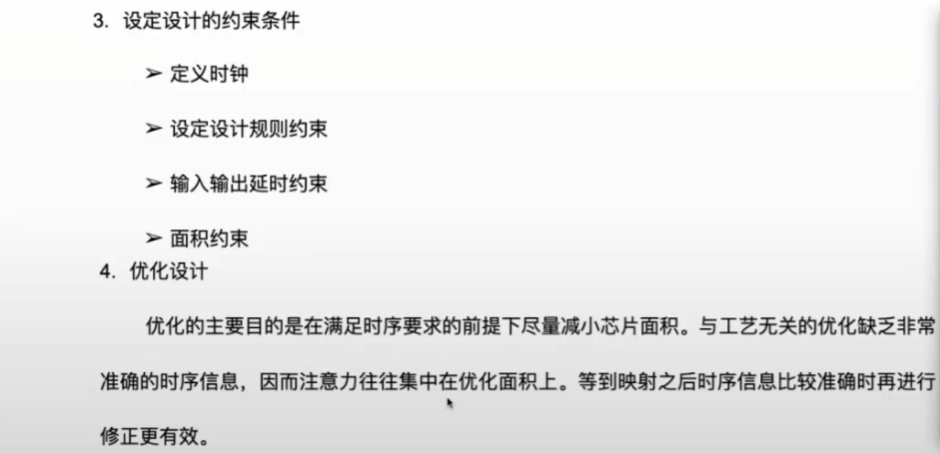 3. 设定设计的约束条件
➢ 定义时钟
➢ 设定设计规则约束
➢ 输入输出延时约束
➢ 面积约束
4. 优化设计
优化的主要目的是在满足时序要求的前提下尽量减小芯片面积。与工艺无关的优化缺乏非常
准确的时序信息，因而注意力往往集中在优化面积上。等到映射之后时序信息比较准确时再进行
修正更有效。